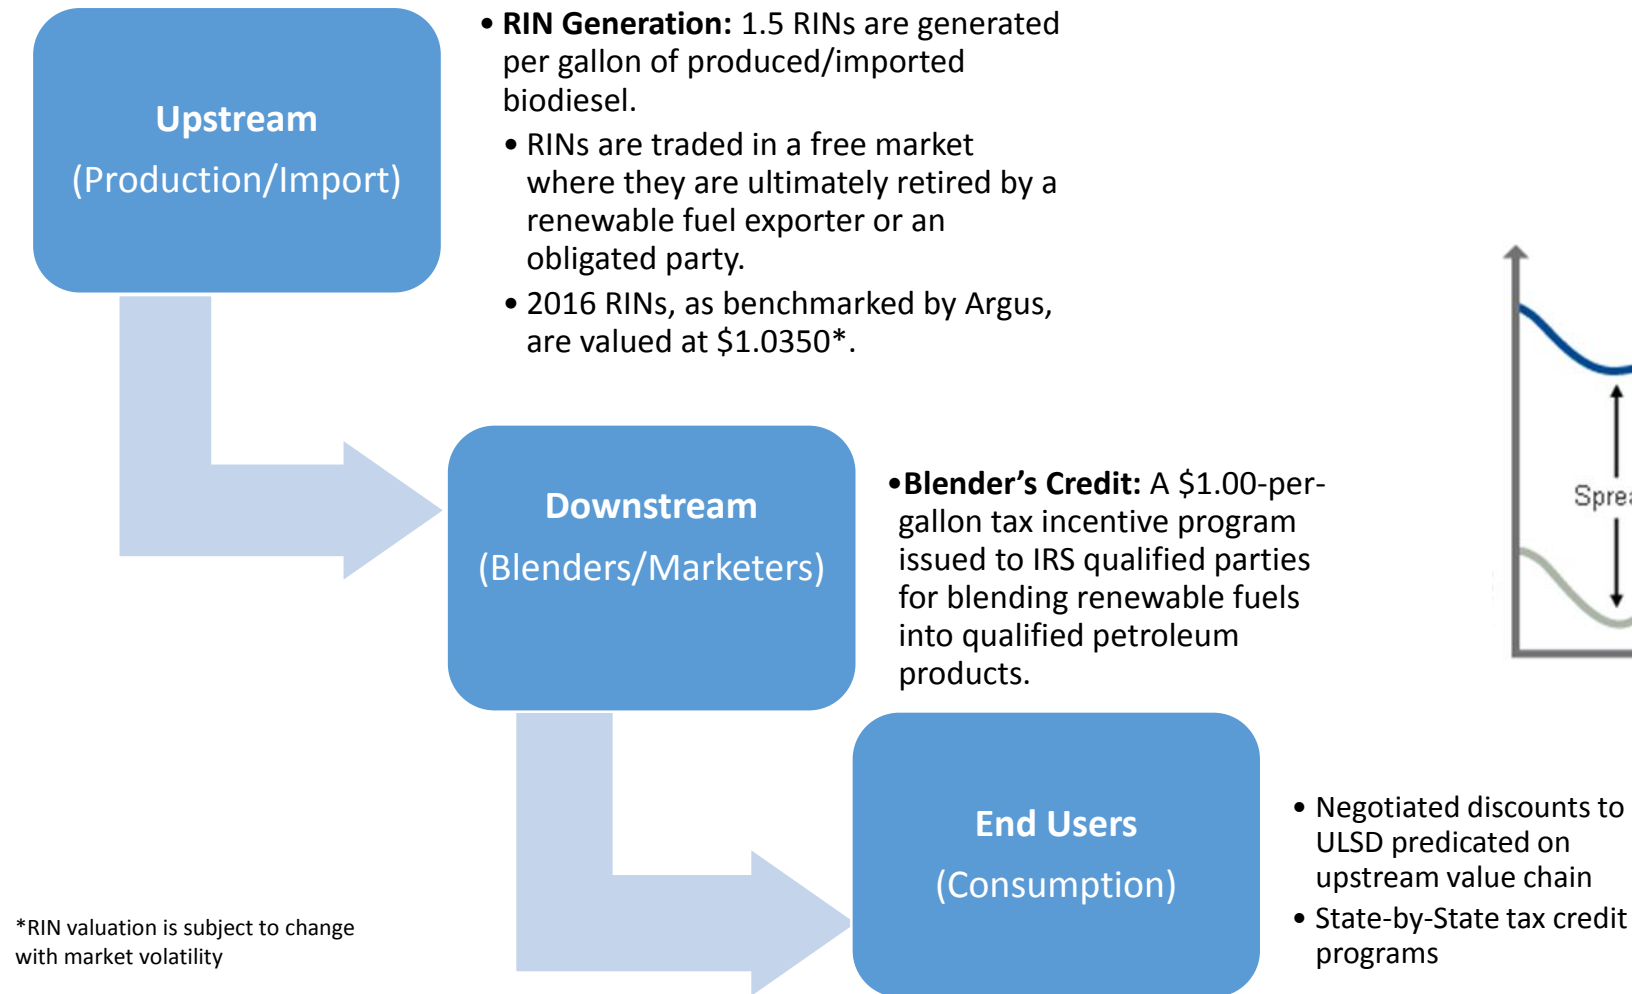 Upstream
(Production/Import)
• RIN Generation: 1.5 RINs are generated
per gallon of produced/imported
biodiesel.
• RINs are traded in a free market
where they are ultimately retired by a
renewable fuel exporter or an
obligated party.
• 2016 RINs, as benchmarked by Argus,
are valued at $1.0350*.
Downstream
(Blenders/Marketers)
•Blender’s Credit: A $1.00-per-
gallon tax incentive program
issued to IRS qualified parties
for blending renewable fuels
into qualified petroleum
products.
End Users
(Consumption)
• Negotiated discounts to
ULSD predicated on
upstream value chain
• State-by-State tax credit
programs
*RIN valuation is subject to change
with market volatility